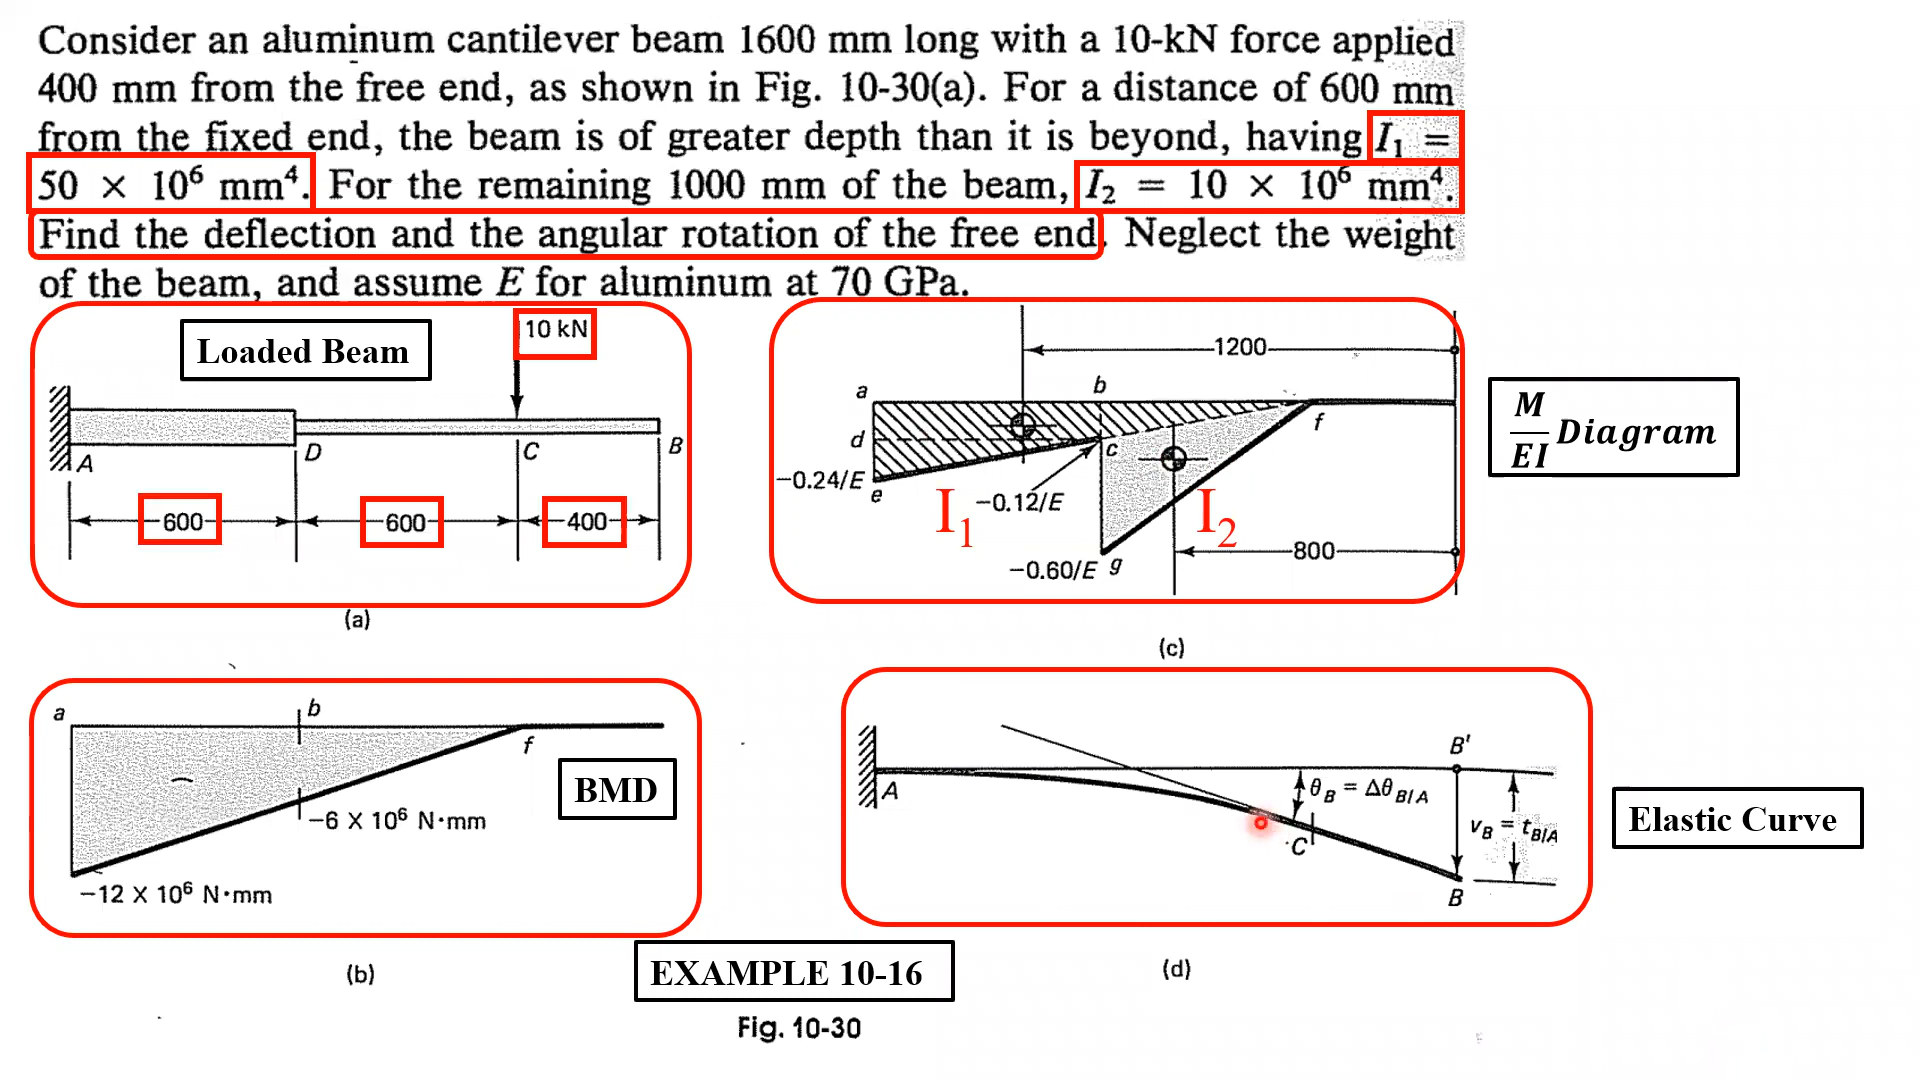 Consider an aluminum cantilever beam 1600 mm long with a 10-kN force applied
400 mm from the free end, as shown in Fig. 10-30(a). For a distance of 600 mm
from the fixed end, the beam is of greater depth than it is beyond, having I₁ =
50 × 10⁶ mm⁴. For the remaining 1000 mm of the beam, I₂ = 10 × 10⁶ mm⁴.
Find the deflection and the angular rotation of the free end. Neglect the weight
of the beam, and assume E for aluminum at 70 GPa.
Loaded Beam
10 kN
A
D
C
B
600
600
400
(a)
1200
a
b
d
c
f
−0.24/E
e
I₁
−0.12/E
I₂
800
−0.60/E g
(c)
M
EI
Diagram
a
b
f
−6 X 10⁶ N·mm
−12 X 10⁶ N·mm
BMD
(b)
B'
A
θB = ΔθB/A
vB = tB/A
C
B
Elastic Curve
(d)
EXAMPLE 10-16
Fig. 10-30